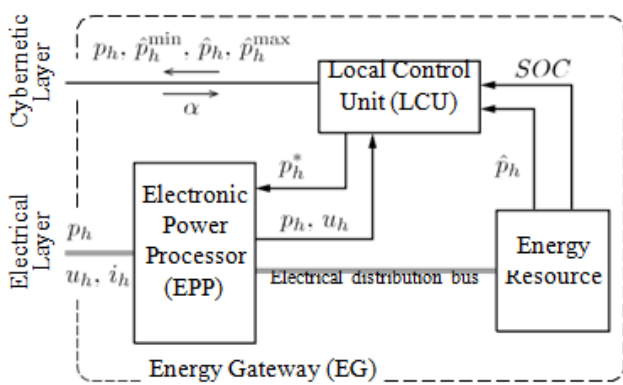 Cybernetic
Layer
p_h, p̂_h^min, p̂_h, p̂_h^max
α
Local Control
Unit (LCU)
SOC
p_h^*
p̂_h
Electrical
Layer
p_h
u_h, i_h
Electronic
Power
Processor
(EPP)
p_h, u_h
Electrical distribution bus
Energy
Resource
Energy Gateway (EG)